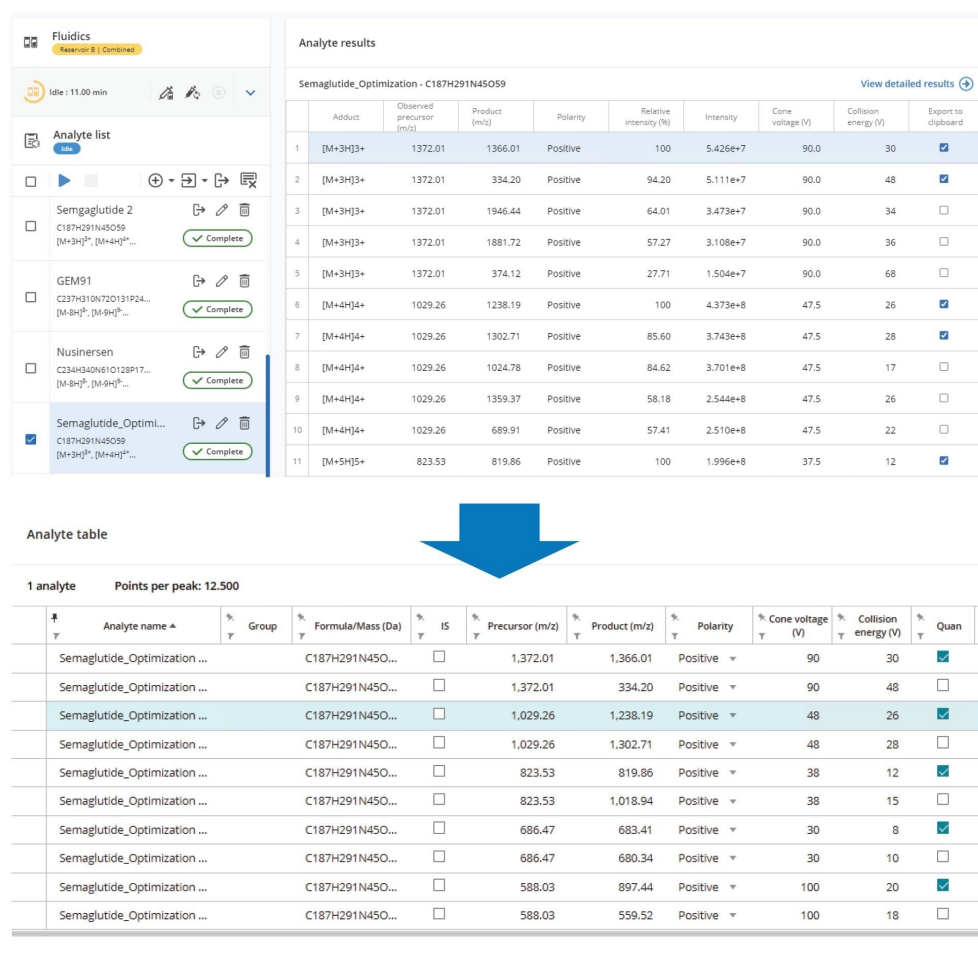 Fluidics
Reservoir B | Combined
Idle : 11.00 min
Analyte list
Idle
Semgaglutide 2
C187H291N45O59
[M+3H]³⁺, [M+4H]⁴⁺...
Complete
GEM91
C237H310N72O131P24...
[M-8H]⁸⁻, [M-9H]⁹⁻...
Complete
Nusinersen
C234H340N61O128P17...
[M-8H]⁸⁻, [M-9H]⁹⁻...
Complete
Semaglutide_Optimi...
C187H291N45O59
[M+3H]³⁺, [M+4H]⁴⁺...
Complete
Analyte results
Semaglutide_Optimization - C187H291N45O59 View detailed results
Adduct Observed precursor (m/z) Product (m/z) Polarity Relative intensity (%) Intensity Cone voltage (V) Collision energy (V) Export to clipboard
1 [M+3H]3+ 1372.01 1366.01 Positive 100 5.426e+7 90.0 30
2 [M+3H]3+ 1372.01 334.20 Positive 94.20 5.111e+7 90.0 48
3 [M+3H]3+ 1372.01 1946.44 Positive 64.01 3.473e+7 90.0 34
4 [M+3H]3+ 1372.01 1881.72 Positive 57.27 3.108e+7 90.0 36
5 [M+3H]3+ 1372.01 374.12 Positive 27.71 1.504e+7 90.0 68
6 [M+4H]4+ 1029.26 1238.19 Positive 100 4.373e+8 47.5 26
7 [M+4H]4+ 1029.26 1302.71 Positive 85.60 3.743e+8 47.5 28
8 [M+4H]4+ 1029.26 1024.78 Positive 84.62 3.701e+8 47.5 17
9 [M+4H]4+ 1029.26 1359.37 Positive 58.18 2.544e+8 47.5 26
10 [M+4H]4+ 1029.26 689.91 Positive 57.41 2.510e+8 47.5 22
11 [M+5H]5+ 823.53 819.86 Positive 100 1.996e+8 37.5 12
Analyte table
1 analyte Points per peak: 12.500
Analyte name Group Formula/Mass (Da) IS Precursor (m/z) Product (m/z) Polarity Cone voltage (V) Collision energy (V) Quan
Semaglutide_Optimization ... C187H291N45O... 1,372.01 1,366.01 Positive 90 30
Semaglutide_Optimization ... C187H291N45O... 1,372.01 334.20 Positive 90 48
Semaglutide_Optimization ... C187H291N45O... 1,029.26 1,238.19 Positive 48 26
Semaglutide_Optimization ... C187H291N45O... 1,029.26 1,302.71 Positive 48 28
Semaglutide_Optimization ... C187H291N45O... 823.53 819.86 Positive 38 12
Semaglutide_Optimization ... C187H291N45O... 823.53 1,018.94 Positive 38 15
Semaglutide_Optimization ... C187H291N45O... 686.47 683.41 Positive 30 8
Semaglutide_Optimization ... C187H291N45O... 686.47 680.34 Positive 30 10
Semaglutide_Optimization ... C187H291N45O... 588.03 897.44 Positive 100 20
Semaglutide_Optimization ... C187H291N45O... 588.03 559.52 Positive 100 18